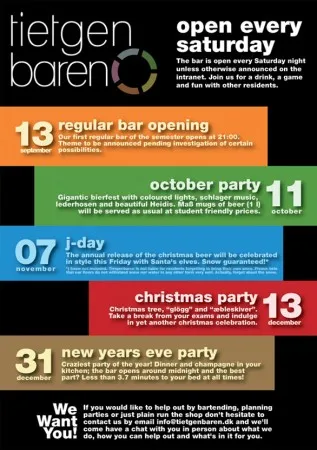 tietgen
baren
open every
saturday
The bar is open every Saturday night
unless otherwise announced on the
intranet. Join us for a drink, a game
and fun with other residents.
13
september
regular bar opening
Our first regular bar of the semester opens at 21:00.
Theme to be announced pending investigation of certain
possibilities.
october party
Gigantic bierfest with coloured lights, schlager music,
lederhosen and beautiful Heidis. Maß mugs of beer (1 l)
will be served as usual at student friendly prices.
11
october
07
november
j-day
The annual release of the christmas beer will be celebrated
in style this Friday with Santa's elves. Snow guaranteed!*
christmas party
Christmas tree, "gløgg" and "æbleskiver".
Take a break from your exams and indulge
in yet another christmas celebration.
13
december
31
december
new years eve party
Craziest party of the year! Dinner and champagne in your
kitchen; the bar opens around midnight and the best
part? Less than 3.7 minutes to your bed at all times!
We
Want
You!
If you would like to help out by bartending, planning
parties or just plain run the shop don't hesitate to
contact us by email info@tietgenbaren.dk and we'll
come have a chat with you in person about what we
do, how you can help out and what's in it for you.